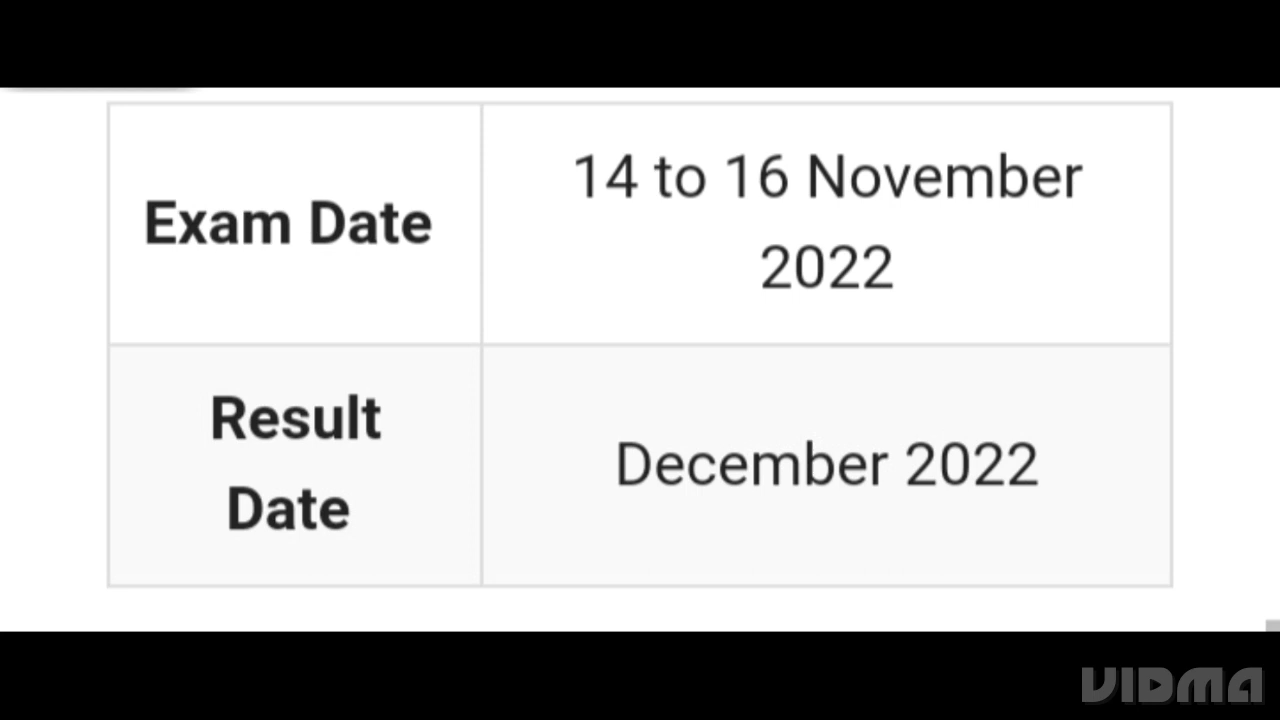 Exam Date
14 to 16 November
2022
Result
Date
December 2022
VIDMA